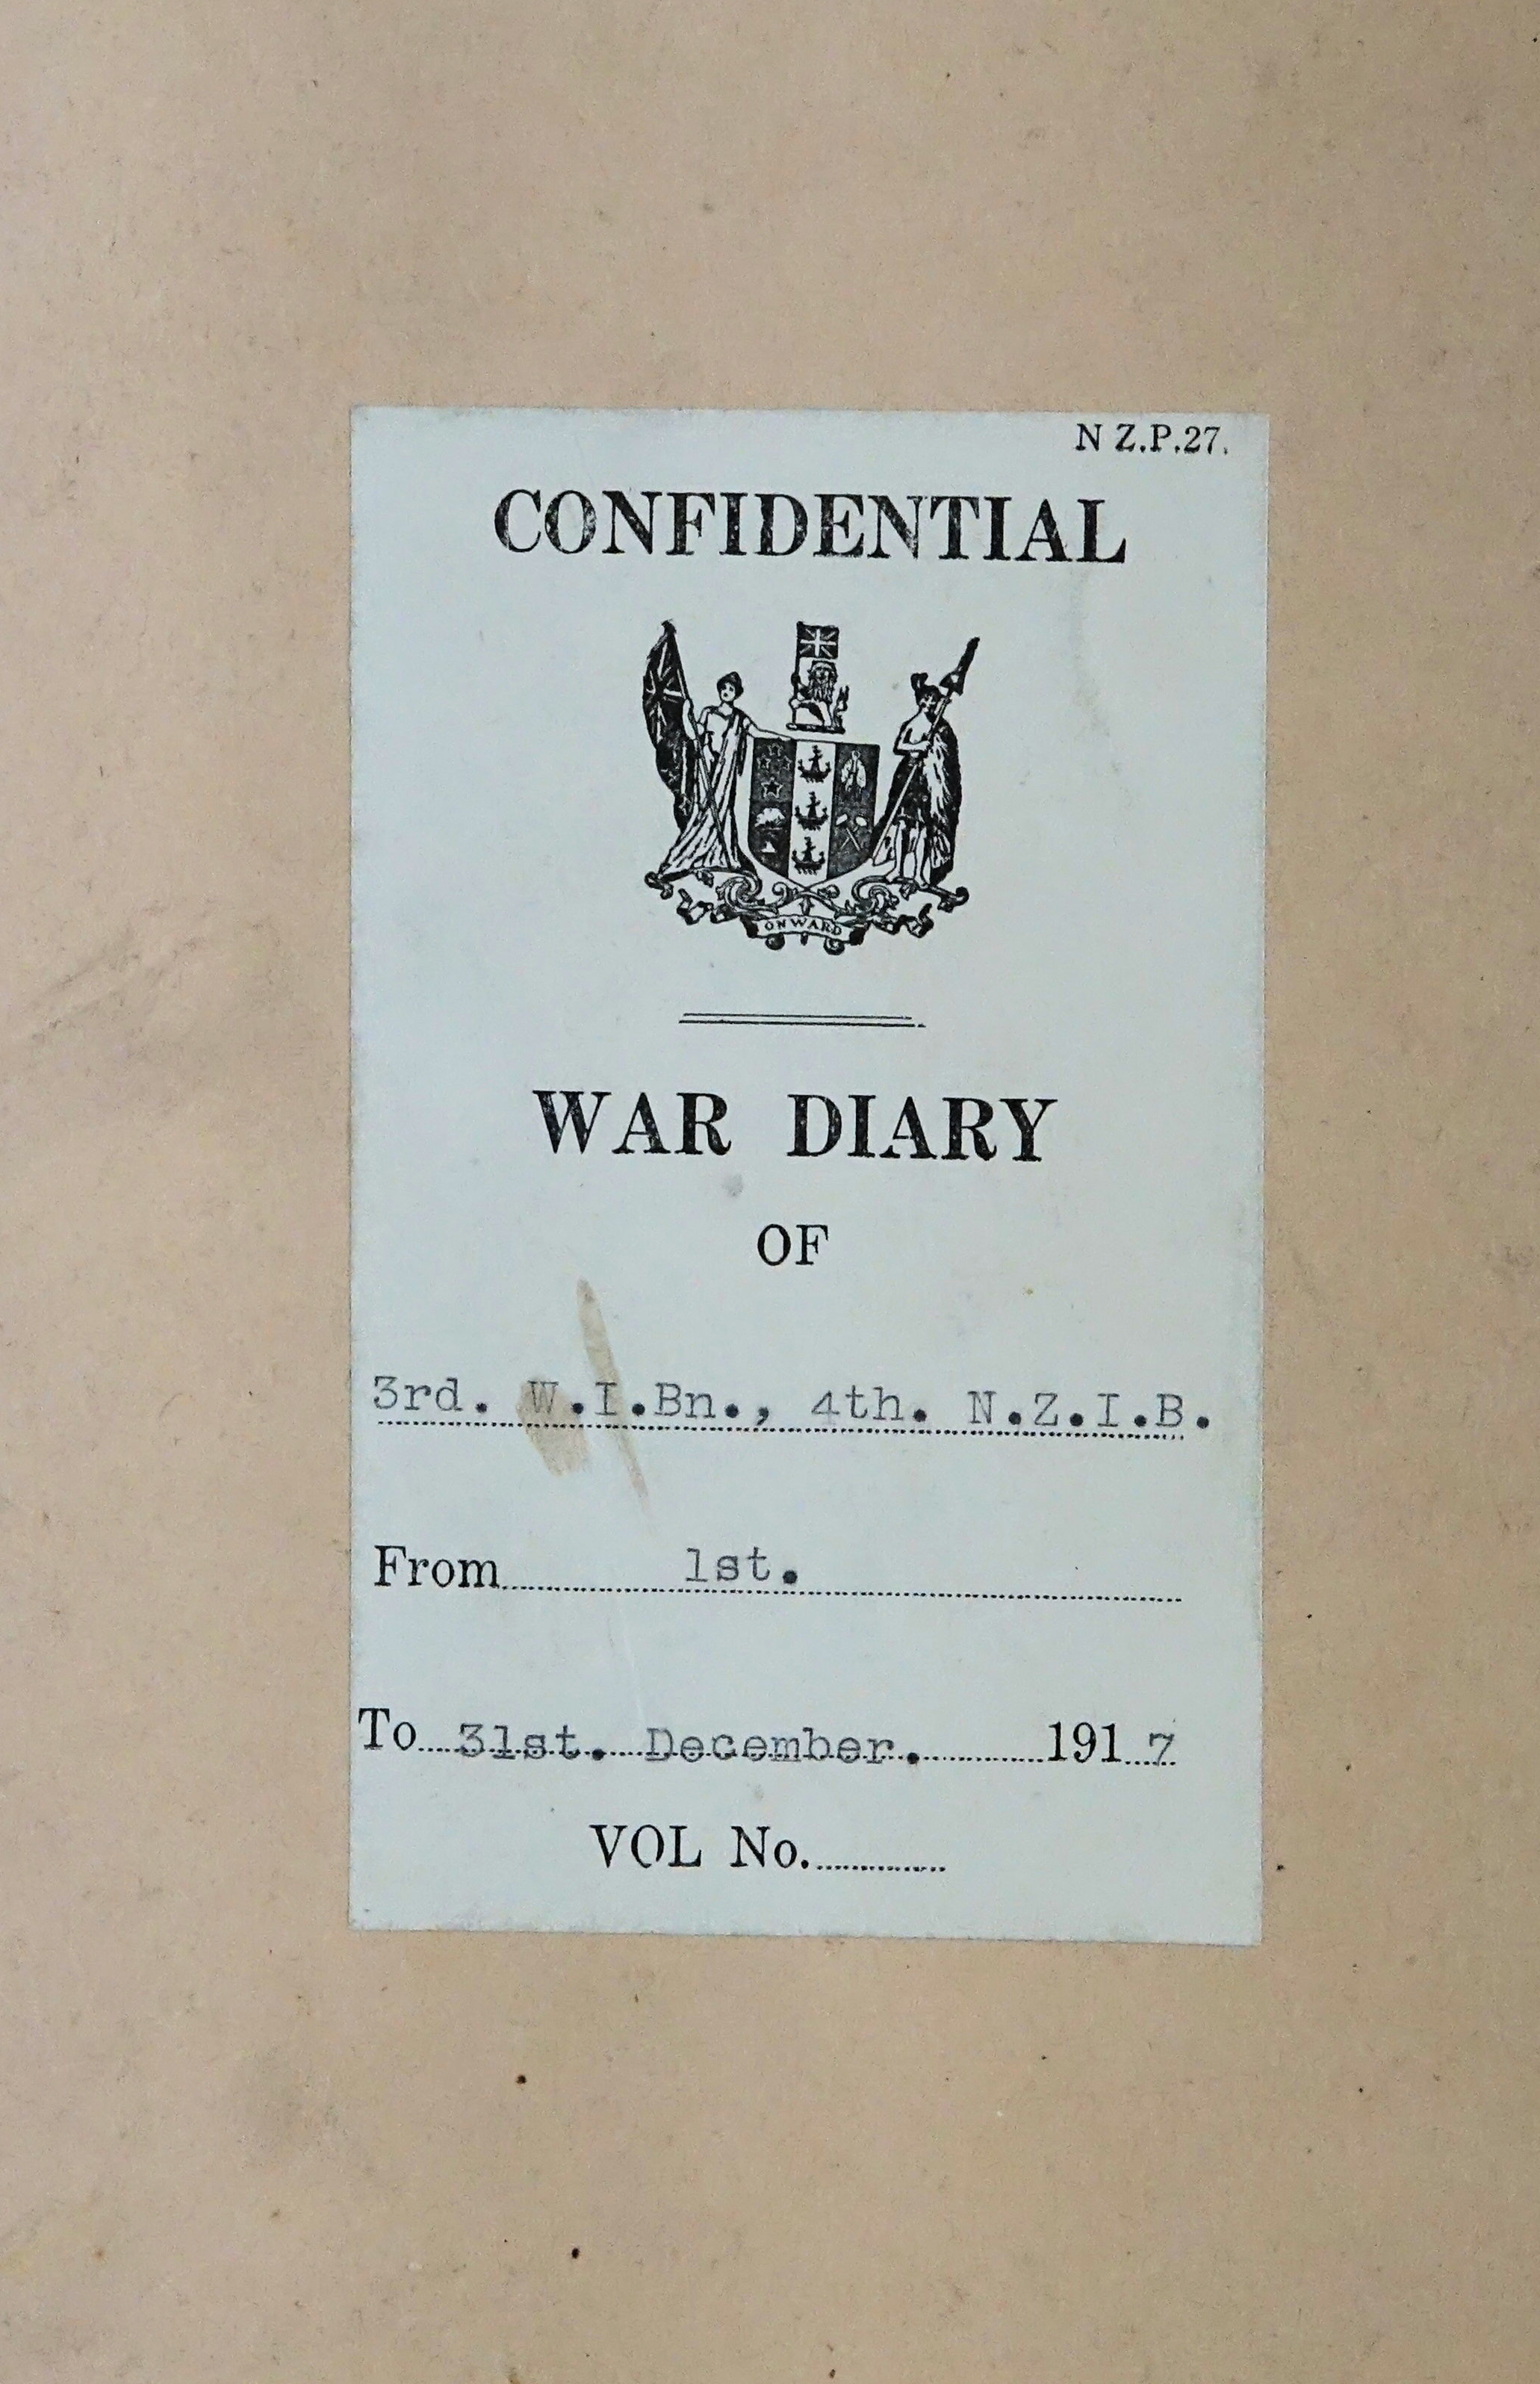 N Z.P.27.
CONFIDENTIAL
ONWARD
WAR DIARY
OF
3rd. W.I.Bn., 4th. N.Z.I.B.
From 1st.
To 31st. December. 1917
VOL No.